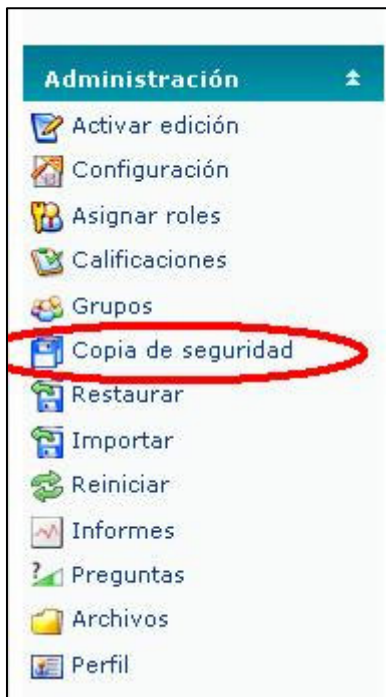 Administración
Activar edición
Configuración
Asignar roles
Calificaciones
Grupos
Copia de seguridad
Restaurar
Importar
Reiniciar
Informes
Preguntas
Archivos
Perfil